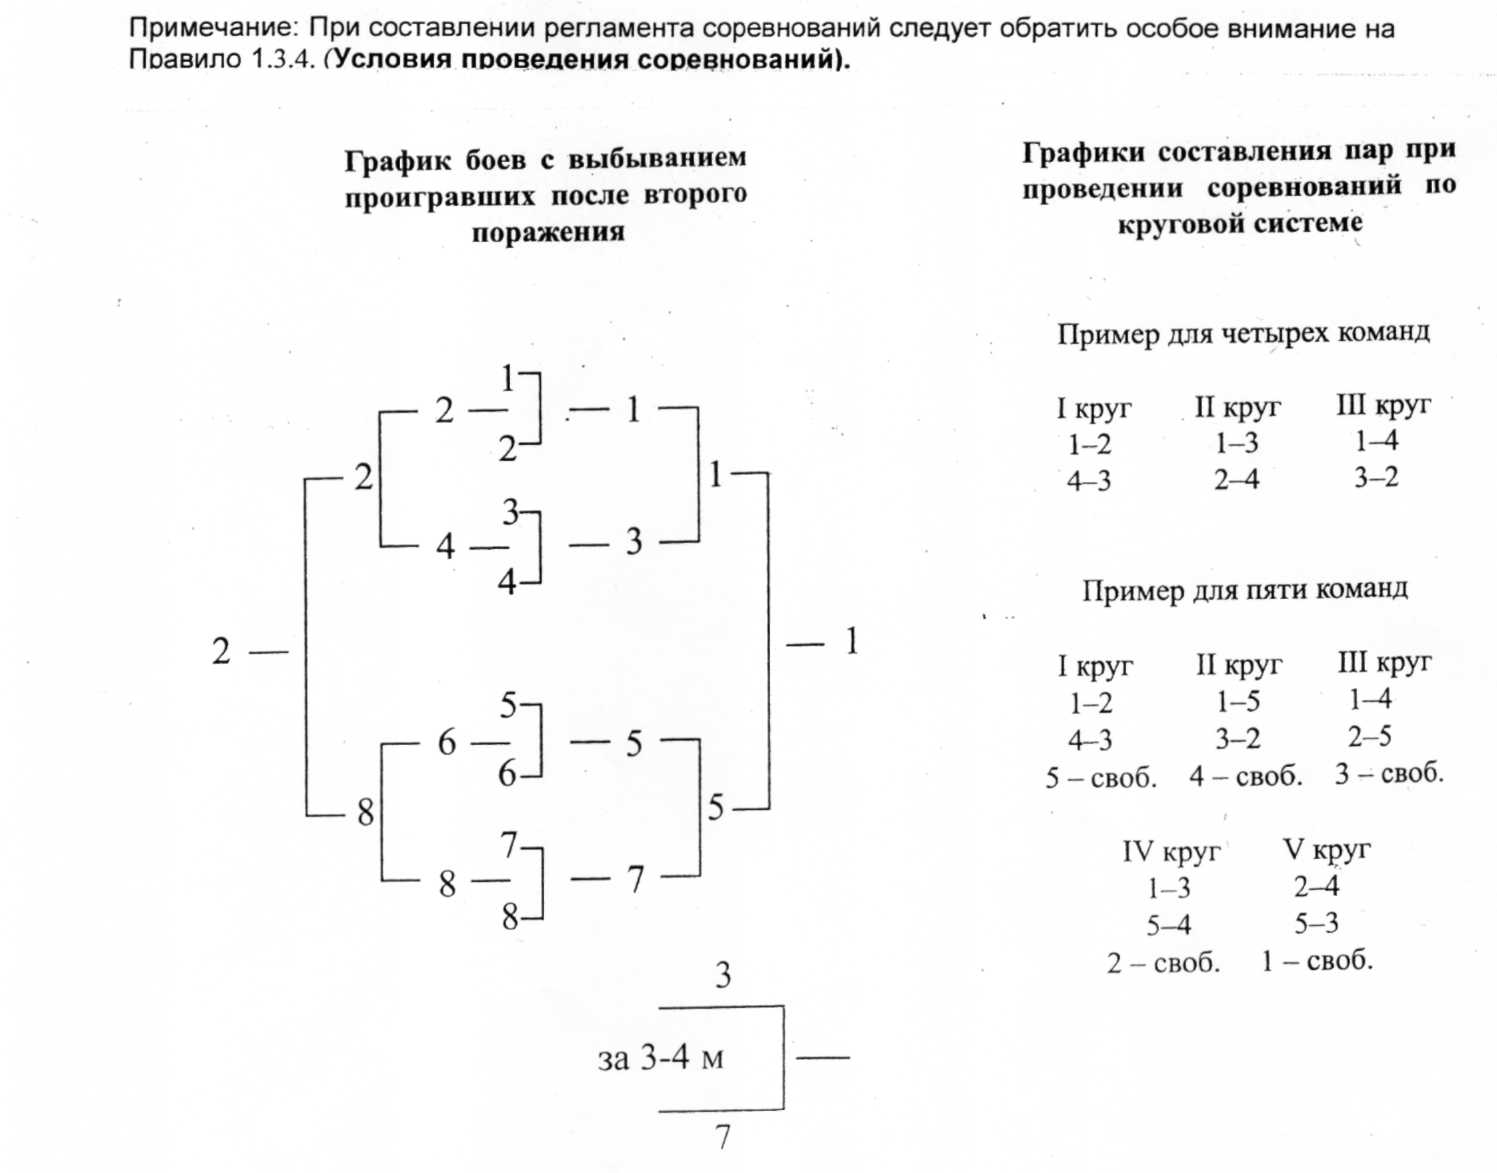 Примечание: При составлении регламента соревнований следует обратить особое внимание на
Правило 1.3.4. (Условия проведения соревнований).
График боев с выбыванием
проигравших после второго
поражения
1
2 — — 1
2
2 1
3
4 — — 3
4
2 — — 1
5
6 — — 5
6
8 5
7
8 — — 7
8
3
за 3-4 м —
7
Графики составления пар при
проведении соревнований по
круговой системе
Пример для четырех команд
I круг II круг III круг
1–2 1–3 1–4
4–3 2–4 3–2
Пример для пяти команд
I круг II круг III круг
1–2 1–5 1–4
4–3 3–2 2–5
5 – своб. 4 – своб. 3 – своб.
IV круг V круг
1–3 2–4
5–4 5–3
2 – своб. 1 – своб.